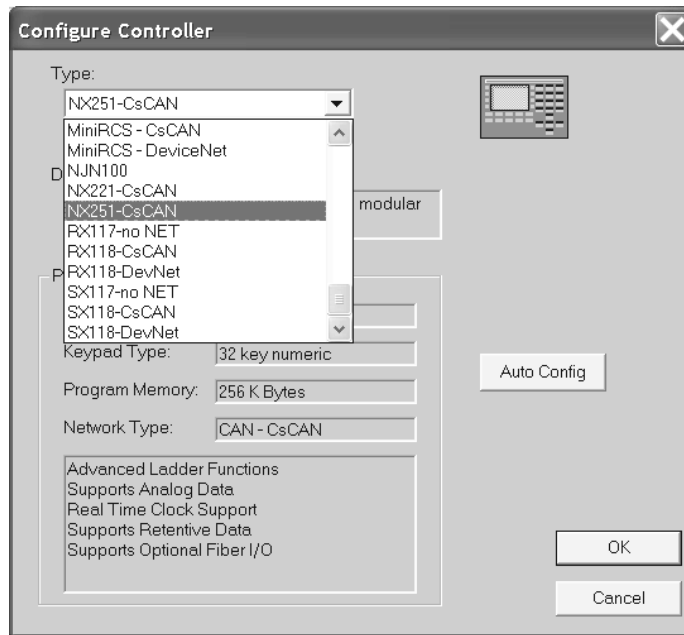 Configure Controller
Type:
NX251-CsCAN
MiniRCS - CsCAN
MiniRCS - DeviceNet
NJN100
NX221-CsCAN
NX251-CsCAN
RX117-no NET
RX118-CsCAN
RX118-DevNet
SX117-no NET
SX118-CsCAN
SX118-DevNet
D
modular
P
Keypad Type: 32 key numeric
Program Memory: 256 K Bytes
Network Type: CAN - CsCAN
Advanced Ladder Functions
Supports Analog Data
Real Time Clock Support
Supports Retentive Data
Supports Optional Fiber I/O
Auto Config
OK
Cancel